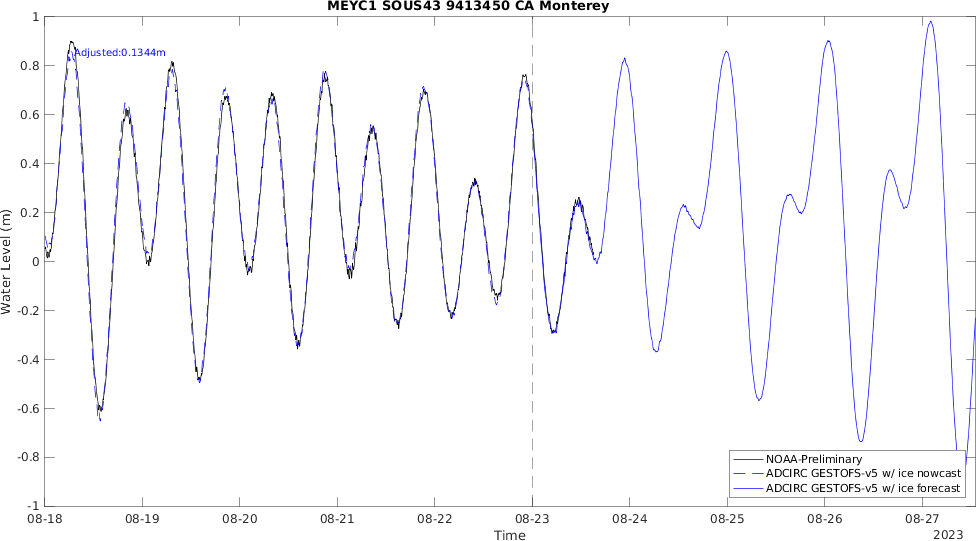 MEYC1 SOUS43 9413450 CA Monterey
Adjusted:0.1344m
Water Level (m)
1
0.8
0.6
0.4
0.2
0
-0.2
-0.4
-0.6
-0.8
-1
NOAA-Preliminary
ADCIRC GESTOFS-v5 w/ ice nowcast
ADCIRC GESTOFS-v5 w/ ice forecast
08-18 08-19 08-20 08-21 08-22 08-23 08-24 08-25 08-26 08-27
Time
2023